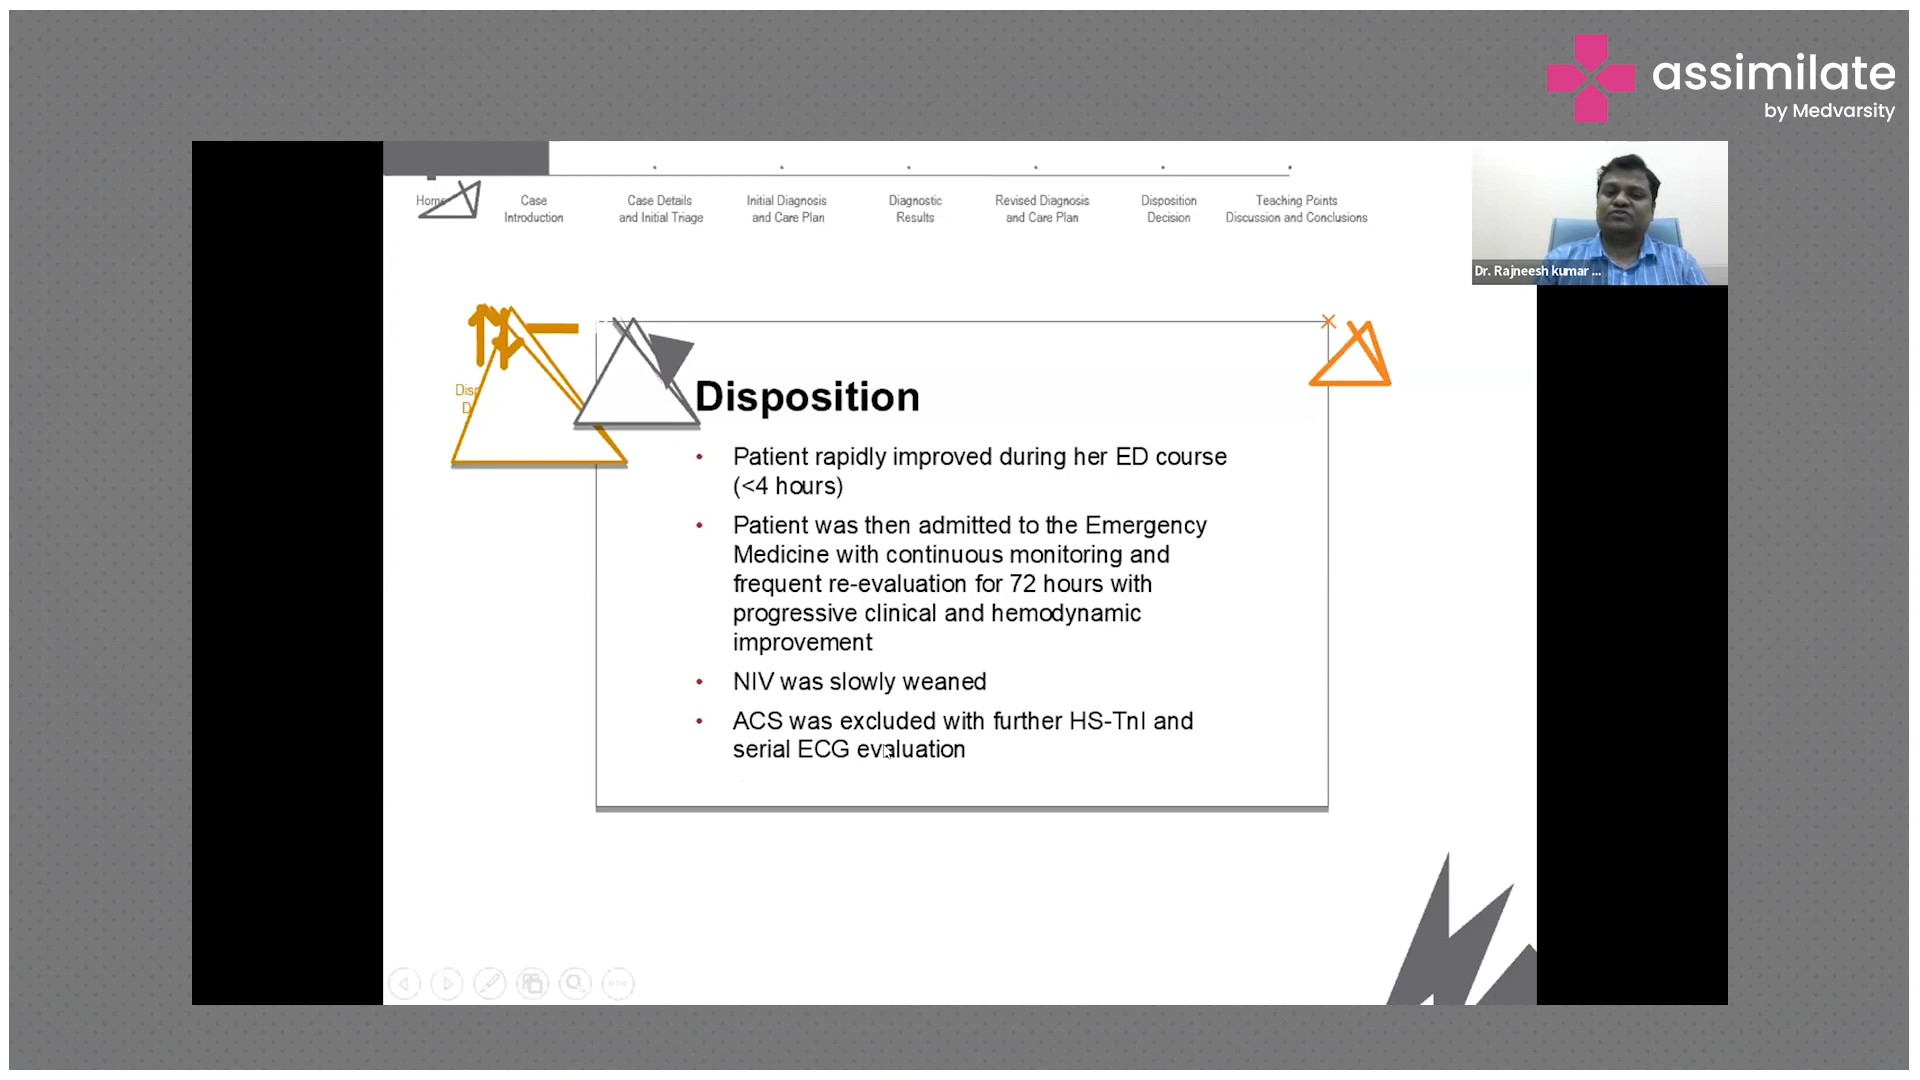 assimilate
by Medvarsity
Home
Case
Introduction
Case Details
and Initial Triage
Initial Diagnosis
and Care Plan
Diagnostic
Results
Revised Diagnosis
and Care Plan
Disposition
Decision
Teaching Points
Discussion and Conclusions
Dr. Rajneesh kumar ...
Disposition
• Patient rapidly improved during her ED course
(<4 hours)
• Patient was then admitted to the Emergency
Medicine with continuous monitoring and
frequent re-evaluation for 72 hours with
progressive clinical and hemodynamic
improvement
• NIV was slowly weaned
• ACS was excluded with further HS-TnI and
serial ECG evaluation